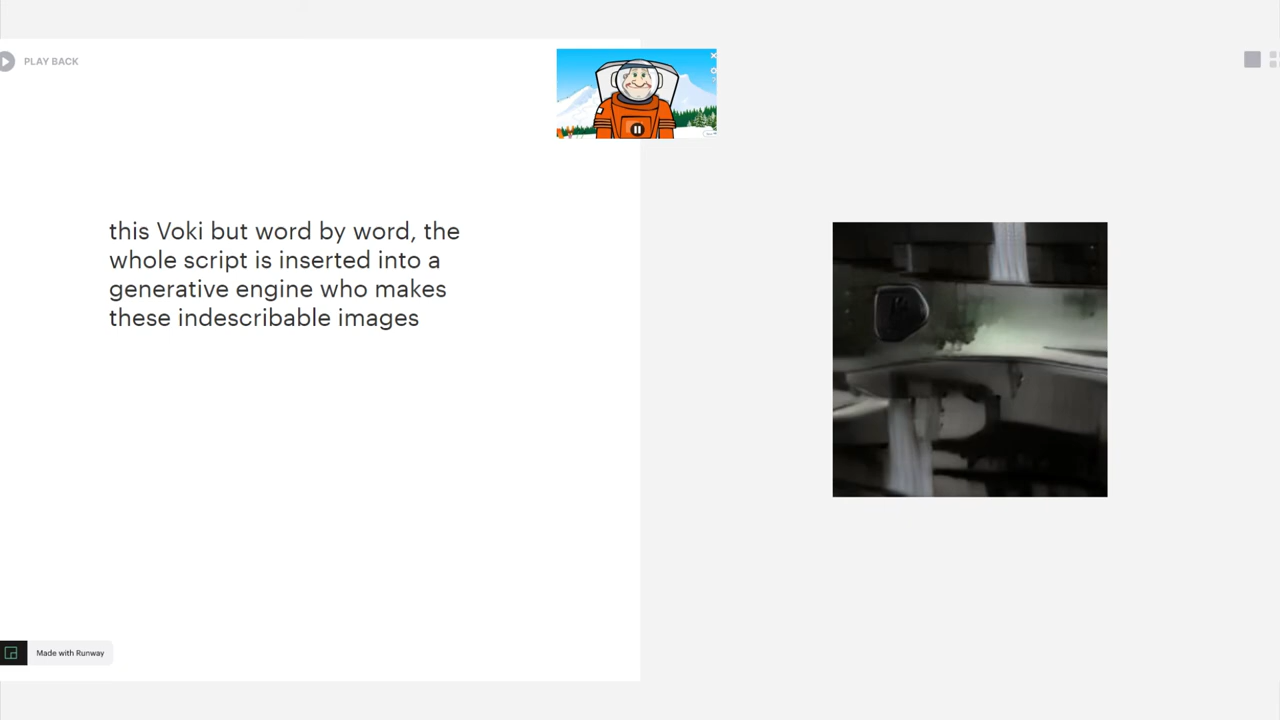 PLAY BACK
this Voki but word by word, the
whole script is inserted into a
generative engine who makes
these indescribable images
Made with Runway